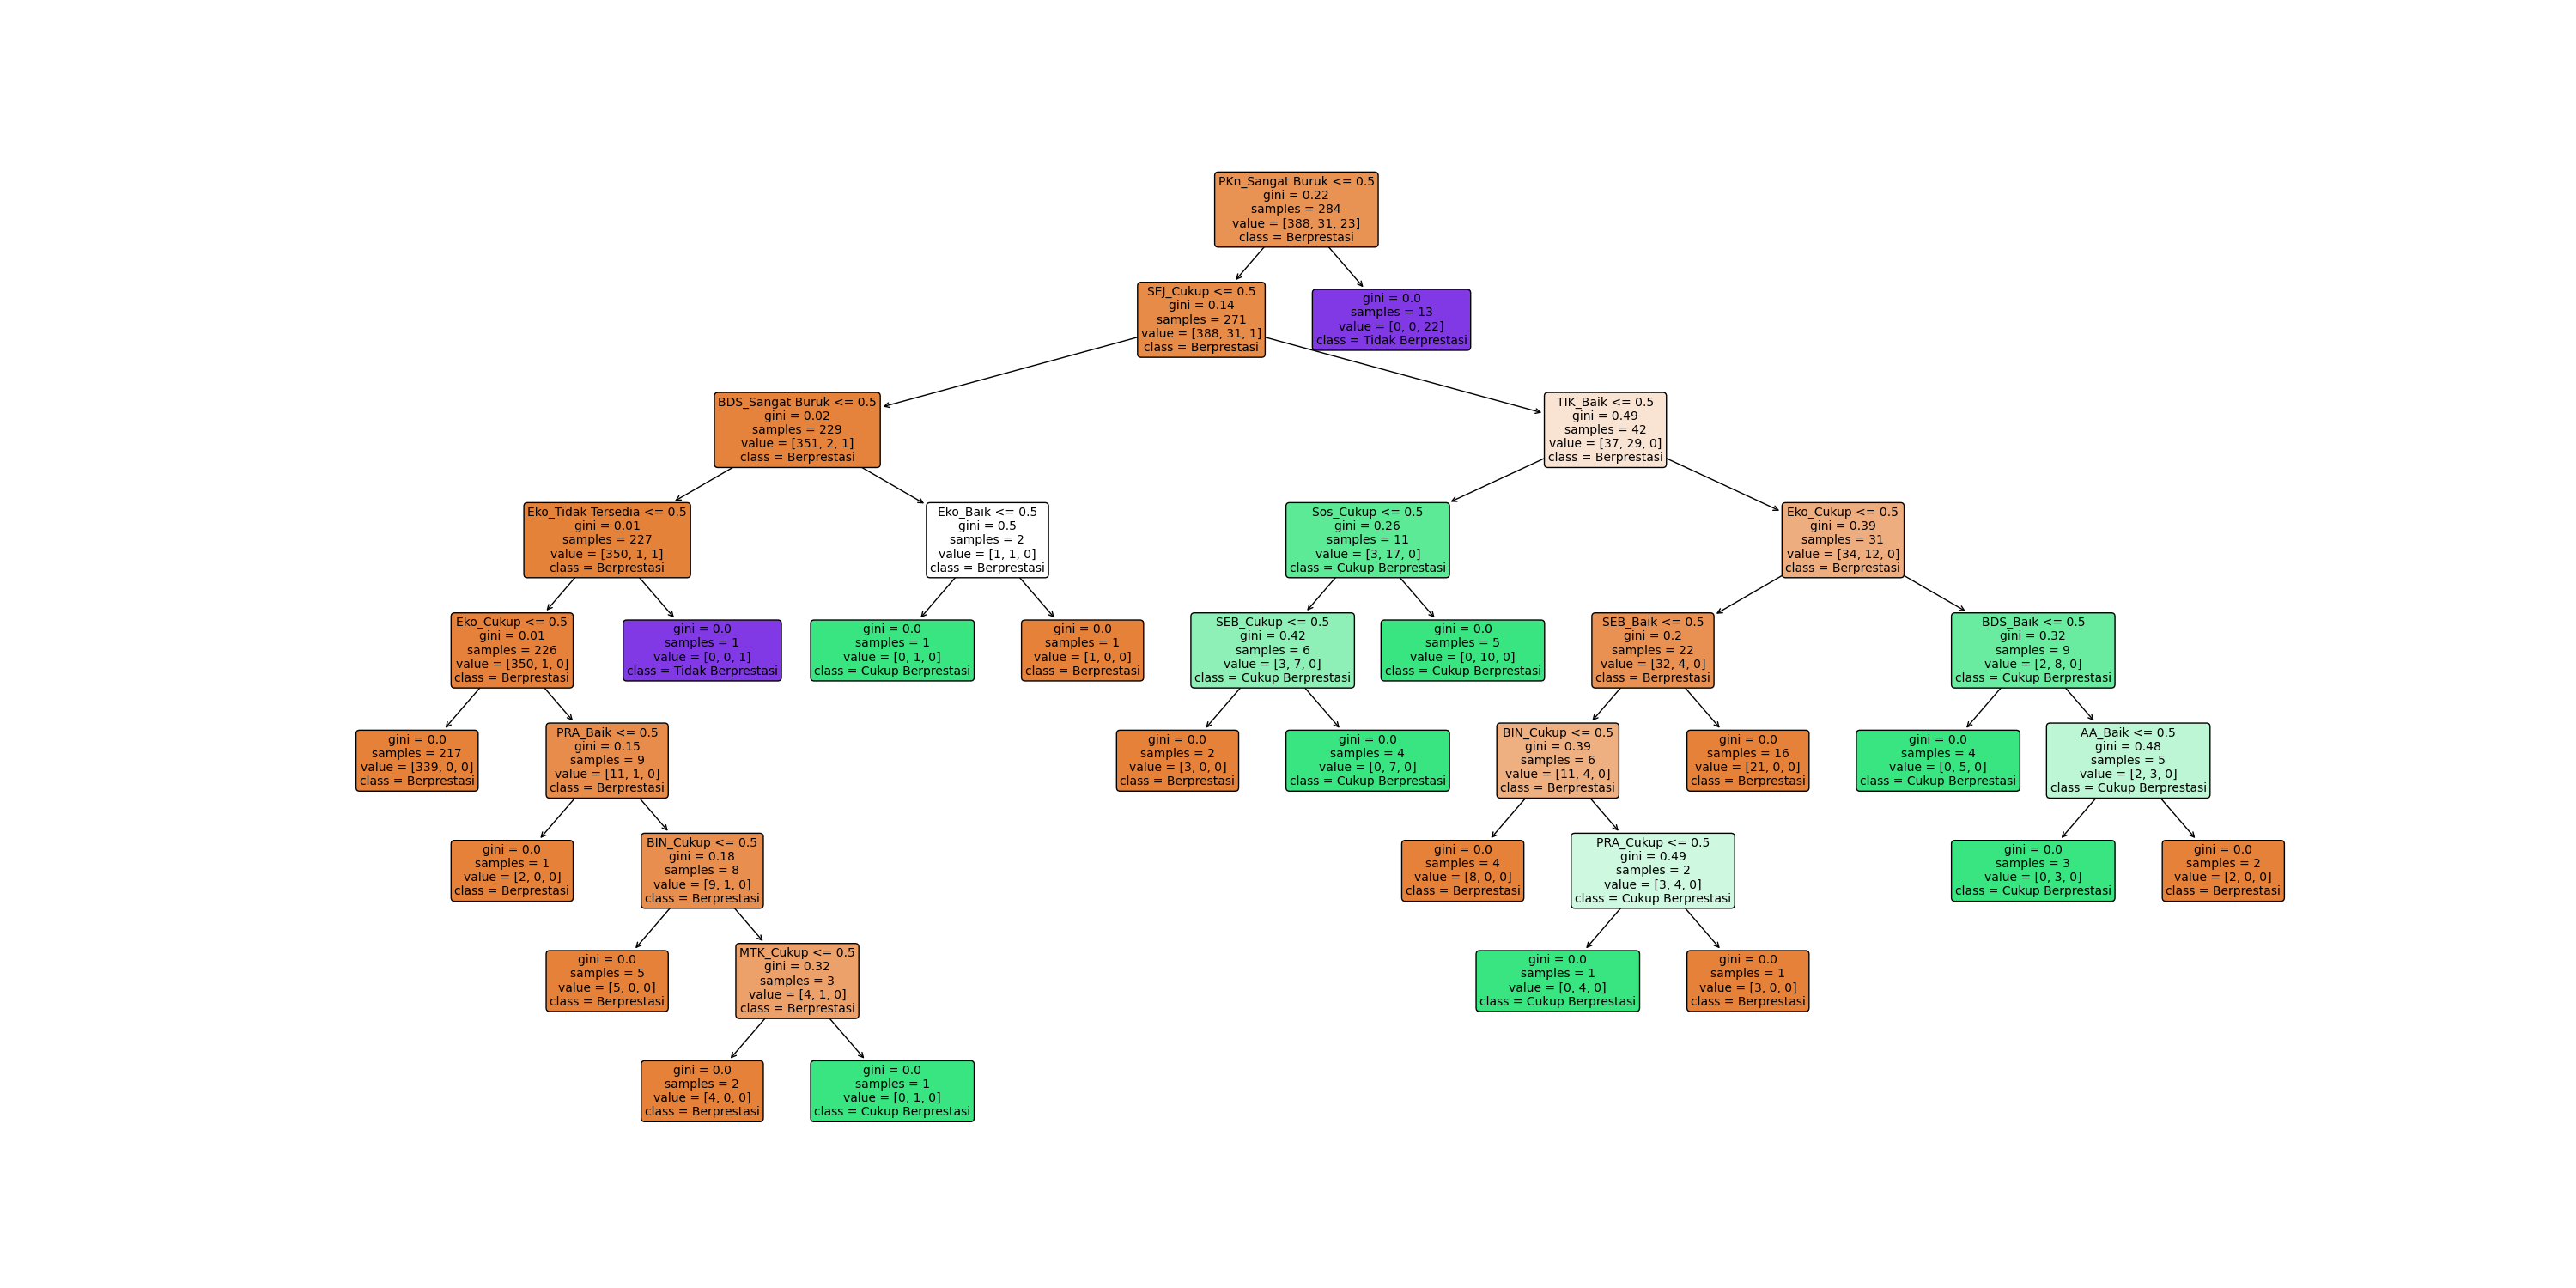 PKn_Sangat Buruk <= 0.5
gini = 0.22
samples = 284
value = [388, 31, 23]
class = Berprestasi
SEJ_Cukup <= 0.5
gini = 0.14
samples = 271
value = [388, 31, 1]
class = Berprestasi
gini = 0.0
samples = 13
value = [0, 0, 22]
class = Tidak Berprestasi
BDS_Sangat Buruk <= 0.5
gini = 0.02
samples = 229
value = [351, 2, 1]
class = Berprestasi
TIK_Baik <= 0.5
gini = 0.49
samples = 42
value = [37, 29, 0]
class = Berprestasi
Eko_Tidak Tersedia <= 0.5
gini = 0.01
samples = 227
value = [350, 1, 1]
class = Berprestasi
Eko_Baik <= 0.5
gini = 0.5
samples = 2
value = [1, 1, 0]
class = Berprestasi
Sos_Cukup <= 0.5
gini = 0.26
samples = 11
value = [3, 17, 0]
class = Cukup Berprestasi
Eko_Cukup <= 0.5
gini = 0.39
samples = 31
value = [34, 12, 0]
class = Berprestasi
Eko_Cukup <= 0.5
gini = 0.01
samples = 226
value = [350, 1, 0]
class = Berprestasi
gini = 0.0
samples = 1
value = [0, 0, 1]
class = Tidak Berprestasi
gini = 0.0
samples = 1
value = [0, 1, 0]
class = Cukup Berprestasi
gini = 0.0
samples = 1
value = [1, 0, 0]
class = Berprestasi
SEB_Cukup <= 0.5
gini = 0.42
samples = 6
value = [3, 7, 0]
class = Cukup Berprestasi
gini = 0.0
samples = 5
value = [0, 10, 0]
class = Cukup Berprestasi
SEB_Baik <= 0.5
gini = 0.2
samples = 22
value = [32, 4, 0]
class = Berprestasi
BDS_Baik <= 0.5
gini = 0.32
samples = 9
value = [2, 8, 0]
class = Cukup Berprestasi
gini = 0.0
samples = 217
value = [339, 0, 0]
class = Berprestasi
PRA_Baik <= 0.5
gini = 0.15
samples = 9
value = [11, 1, 0]
class = Berprestasi
gini = 0.0
samples = 2
value = [3, 0, 0]
class = Berprestasi
gini = 0.0
samples = 4
value = [0, 7, 0]
class = Cukup Berprestasi
BIN_Cukup <= 0.5
gini = 0.39
samples = 6
value = [11, 4, 0]
class = Berprestasi
gini = 0.0
samples = 16
value = [21, 0, 0]
class = Berprestasi
gini = 0.0
samples = 4
value = [0, 5, 0]
class = Cukup Berprestasi
AA_Baik <= 0.5
gini = 0.48
samples = 5
value = [2, 3, 0]
class = Cukup Berprestasi
gini = 0.0
samples = 1
value = [2, 0, 0]
class = Berprestasi
BIN_Cukup <= 0.5
gini = 0.18
samples = 8
value = [9, 1, 0]
class = Berprestasi
gini = 0.0
samples = 4
value = [8, 0, 0]
class = Berprestasi
PRA_Cukup <= 0.5
gini = 0.49
samples = 2
value = [3, 4, 0]
class = Cukup Berprestasi
gini = 0.0
samples = 3
value = [0, 3, 0]
class = Cukup Berprestasi
gini = 0.0
samples = 2
value = [2, 0, 0]
class = Berprestasi
gini = 0.0
samples = 5
value = [5, 0, 0]
class = Berprestasi
MTK_Cukup <= 0.5
gini = 0.32
samples = 3
value = [4, 1, 0]
class = Berprestasi
gini = 0.0
samples = 1
value = [0, 4, 0]
class = Cukup Berprestasi
gini = 0.0
samples = 1
value = [3, 0, 0]
class = Berprestasi
gini = 0.0
samples = 2
value = [4, 0, 0]
class = Berprestasi
gini = 0.0
samples = 1
value = [0, 1, 0]
class = Cukup Berprestasi